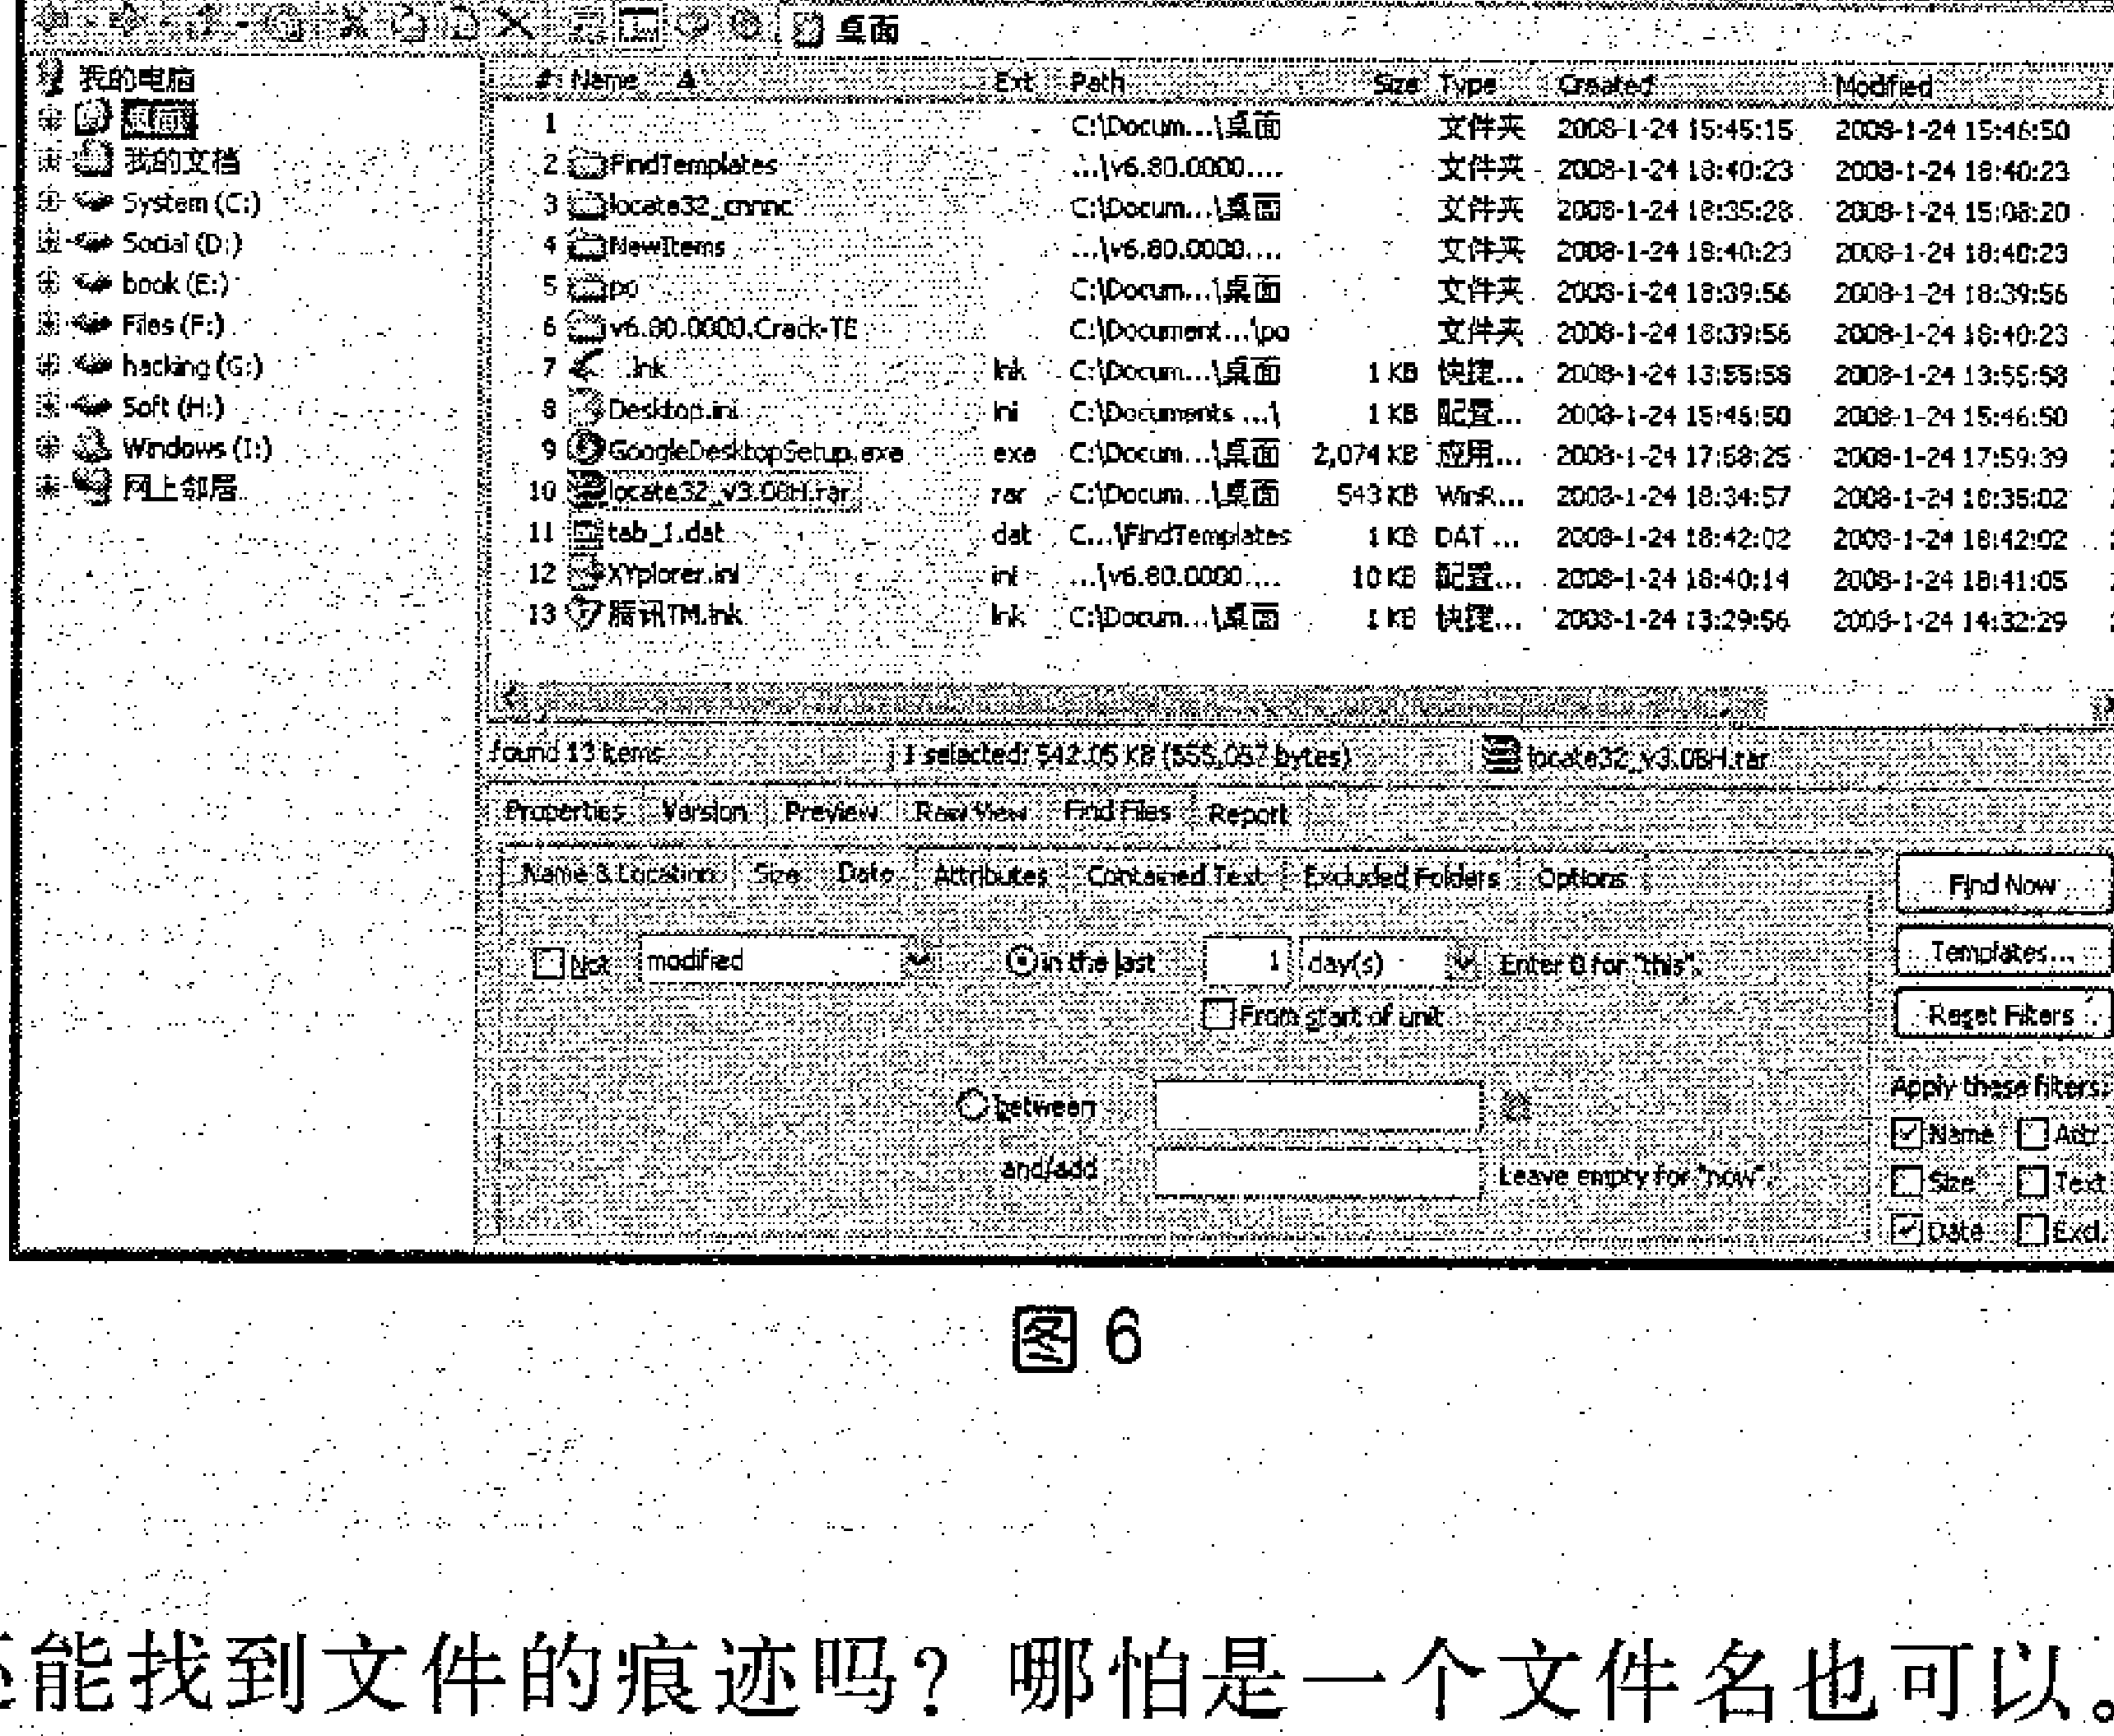 桌面
我的电脑
桌面
我的文档
System (C:)
Social (D:)
book (E:)
Files (F:)
hacking (G:)
Soft (H:)
Windows (I:)
网上邻居
# Name Ext Path Size Type Created Modified
1 C:\Docum...\桌面 文件夹 2008-1-24 15:45:15 2008-1-24 15:46:50
2 FindTemplates ...\v6.80.0000.... 文件夹 2008-1-24 18:40:23 2008-1-24 18:40:23
3 locate32_cnnnc C:\Docum...\桌面 文件夹 2008-1-24 18:35:28 2008-1-24 15:08:20
4 NewItems ...\v6.80.0000.... 文件夹 2008-1-24 18:40:23 2008-1-24 18:40:23
5 po C:\Docum...\桌面 文件夹 2008-1-24 18:39:56 2008-1-24 18:39:56
6 v6.80.0000.Crack-TE C:\Document...\po 文件夹 2008-1-24 18:39:56 2008-1-24 18:40:23
7 .lnk lnk C:\Docum...\桌面 1 KB 快捷... 2008-1-24 13:55:58 2008-1-24 13:55:58
8 Desktop.ini ini C:\Documents ...\ 1 KB 配置... 2008-1-24 15:46:50 2008-1-24 15:46:50
9 GoogleDesktopSetup.exe exe C:\Docum...\桌面 2,074 KB 应用... 2008-1-24 17:58:25 2008-1-24 17:59:39
10 locate32_v3.08H.rar rar C:\Docum...\桌面 543 KB WinR... 2008-1-24 18:34:57 2008-1-24 18:35:02
11 tab_1.dat dat C...\FindTemplates 1 KB DAT ... 2008-1-24 18:42:02 2008-1-24 18:42:02
12 XYplorer.ini ini ...\v6.80.0000.... 10 KB 配置... 2008-1-24 18:40:14 2008-1-24 18:41:05
13 腾讯TM.lnk lnk C:\Docum...\桌面 1 KB 快捷... 2008-1-24 13:29:56 2008-1-24 14:32:29
found 13 items 1 selected: 542.05 KB (555,057 bytes) locate32_v3.08H.rar
Properties Version Preview Raw View Find Files Report
Name & Location Size Date Attributes Contained Text Excluded Folders Options
Find Now
Not modified in the last 1 day(s) Enter 0 for "this".
Templates...
From start of unit
Reset Filters
Apply these filters:
between
Name Attr.
and/add Leave empty for "now".
Size Text
Date Excl.
图 6
能找到文件的痕迹吗？哪怕是一个文件名也可以。